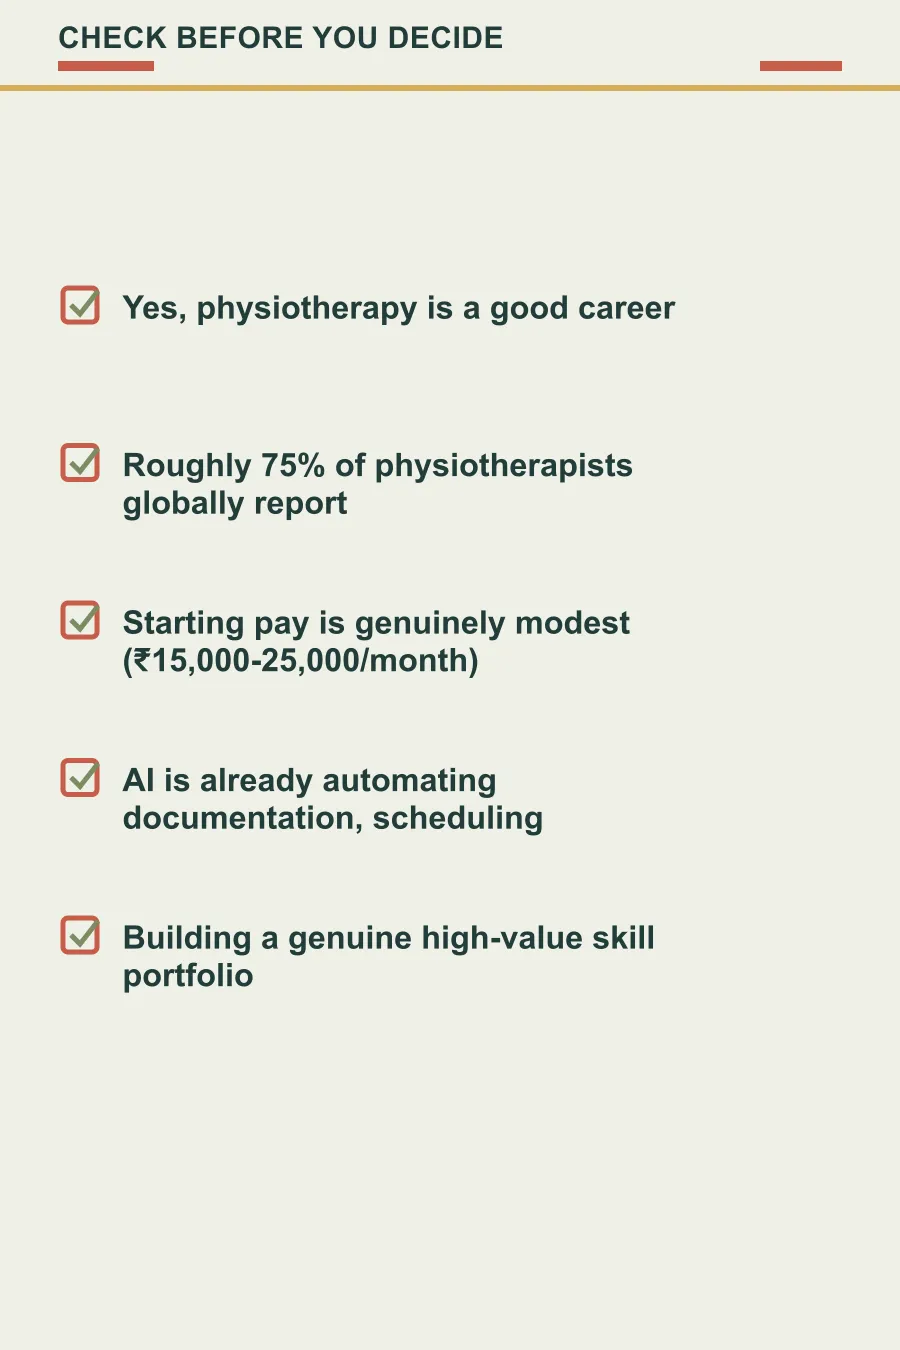 CHECK BEFORE YOU DECIDE
Yes, physiotherapy is a good career
Roughly 75% of physiotherapists
globally report
Starting pay is genuinely modest
(₹15,000-25,000/month)
AI is already automating
documentation, scheduling
Building a genuine high-value skill
portfolio